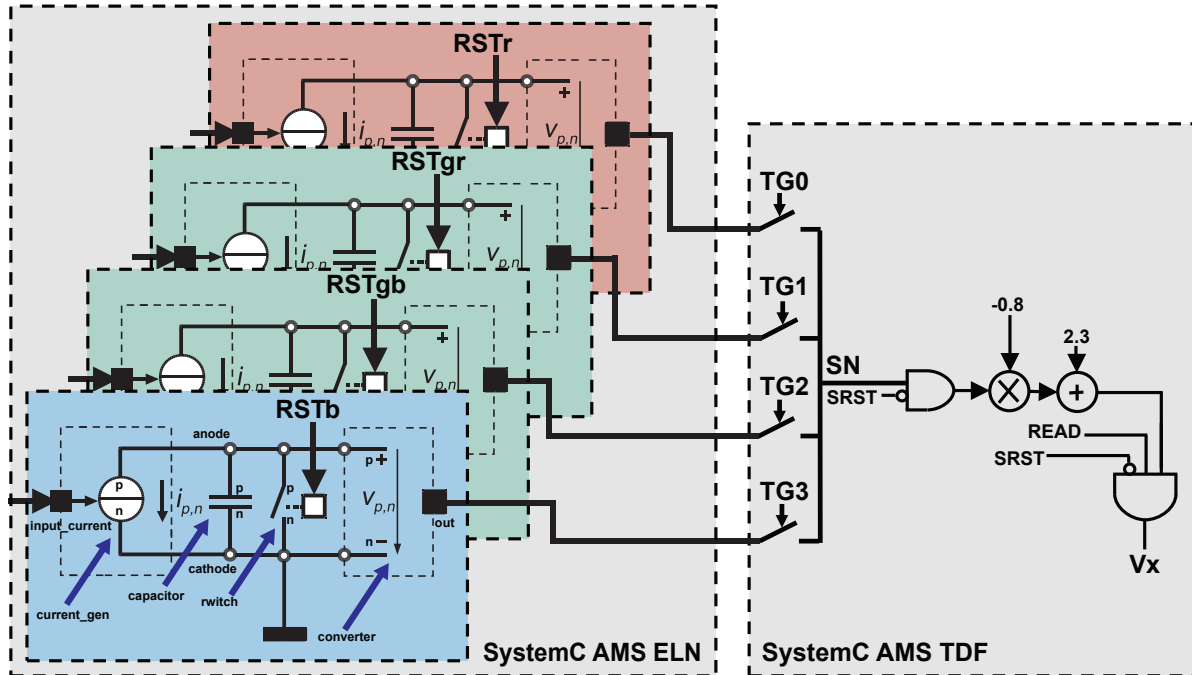 RSTr
+
i p,n
v p,n
RSTgr
+
i p,n
v p,n
RSTgb
+
i p,n
v p,n
RSTb
anode
p +
p
n
i p,n
p
n
p
n
v p,n
input_current
out
n −
cathode
capacitor
rwitch
current_gen
converter
SystemC AMS ELN
TG0
TG1
TG2
TG3
SN
SRST
-0.8
2.3
+
READ
SRST
Vx
SystemC AMS TDF